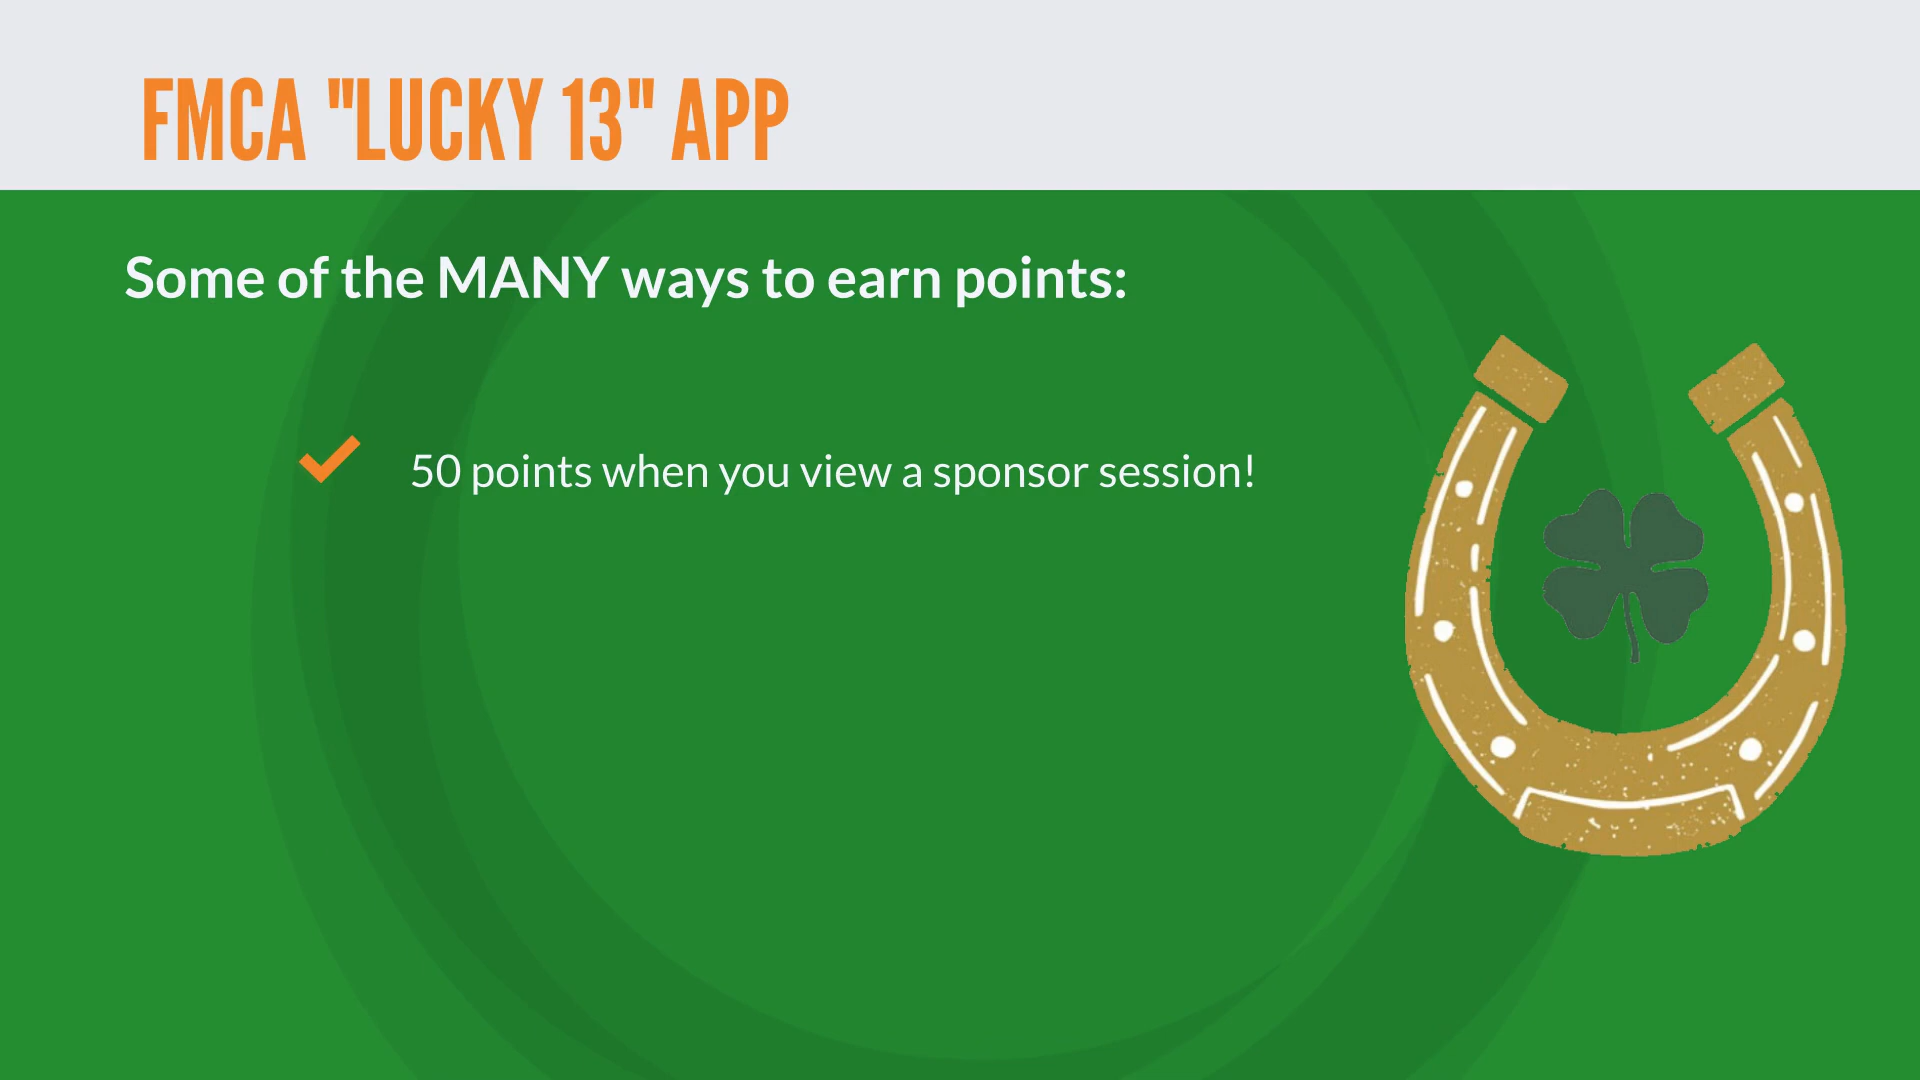 FMCA "LUCKY 13" APP
Some of the MANY ways to earn points:
50 points when you view a sponsor session!